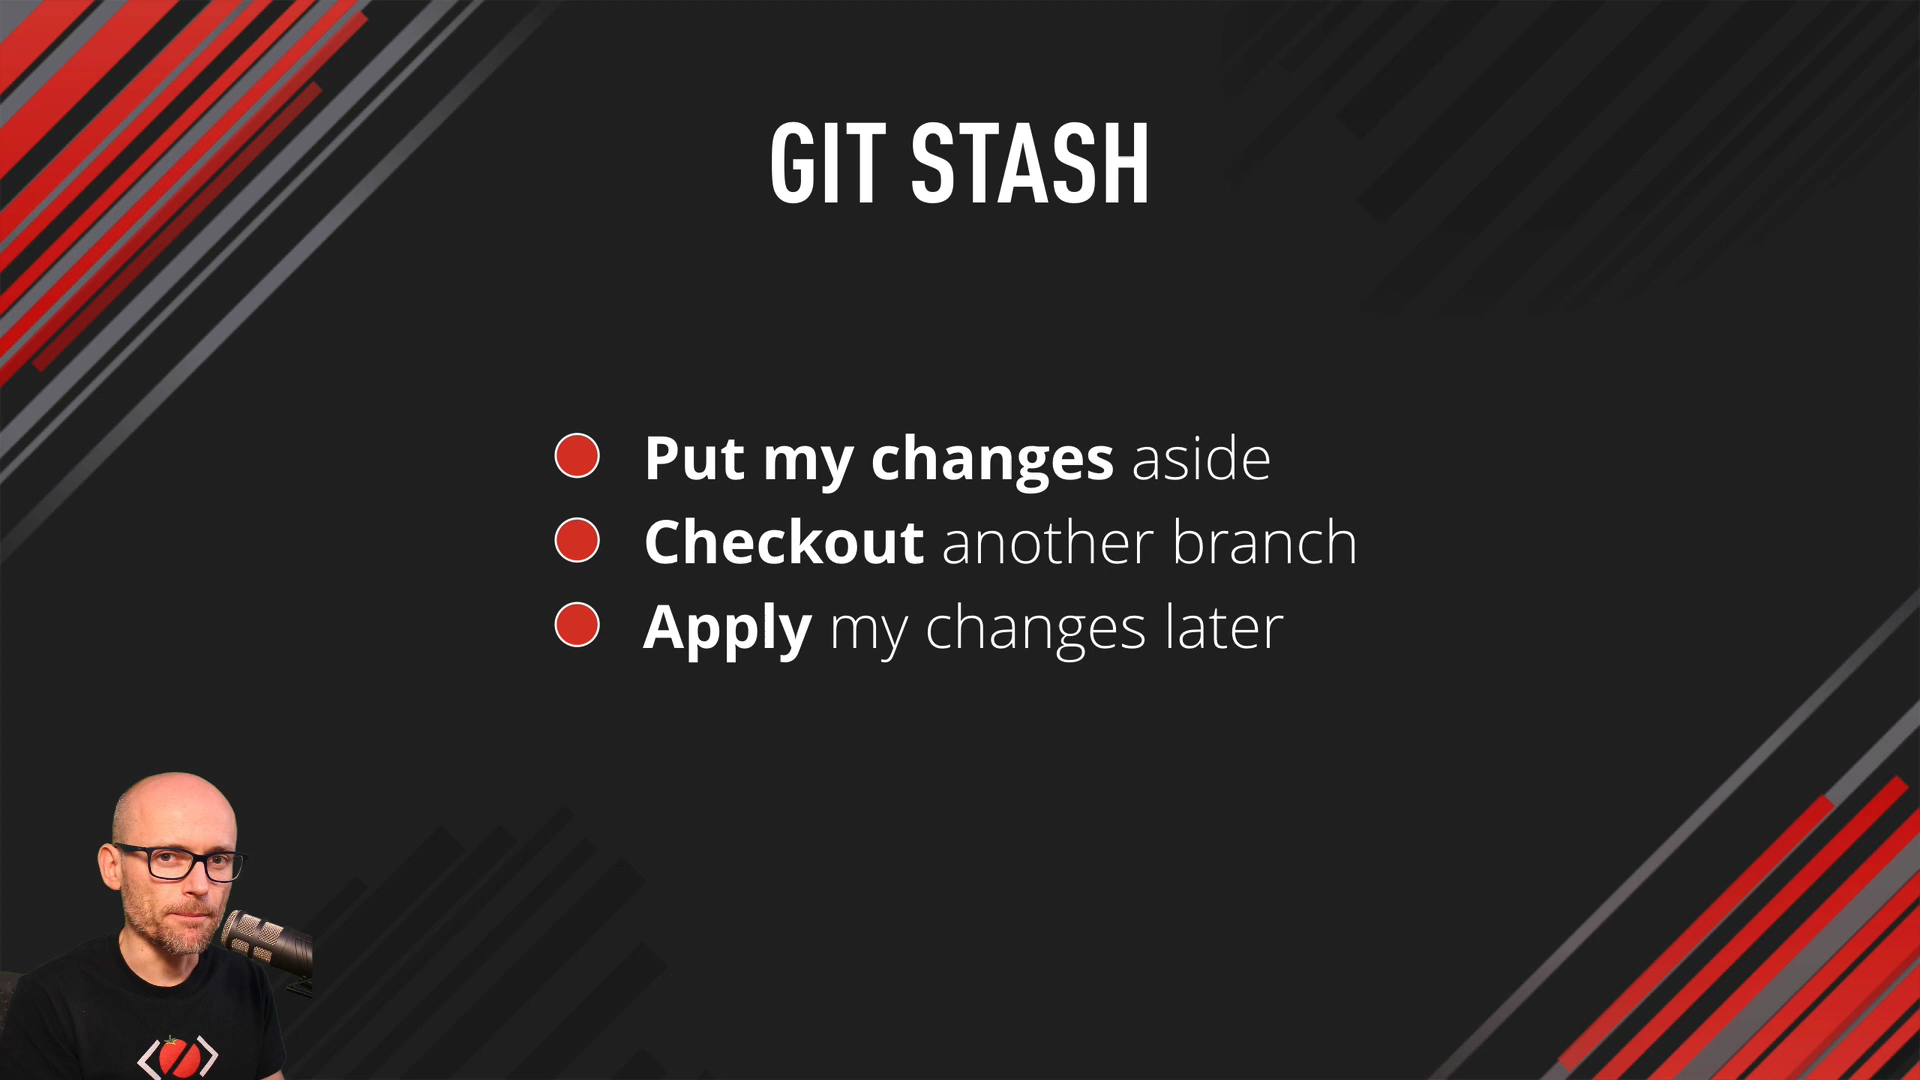 GIT STASH
Put my changes aside
Checkout another branch
Apply my changes later